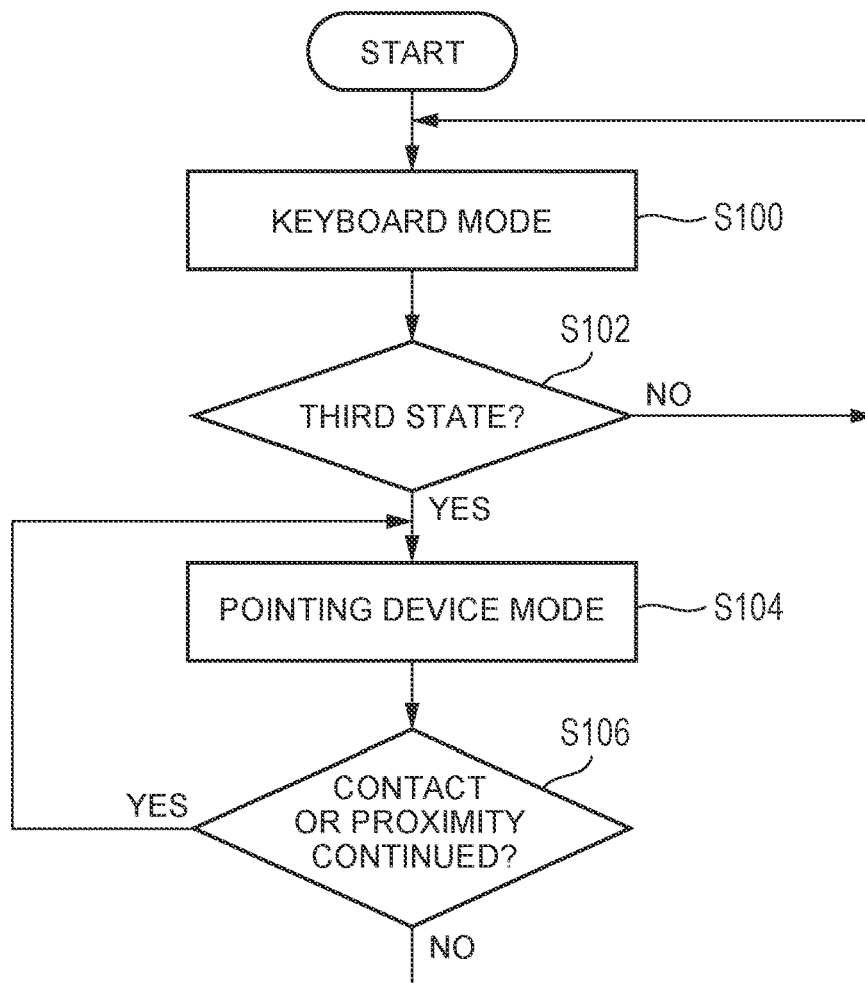 START
KEYBOARD MODE
S100
S102
THIRD STATE?
NO
YES
POINTING DEVICE MODE
S104
S106
CONTACT
OR PROXIMITY
CONTINUED?
YES
NO